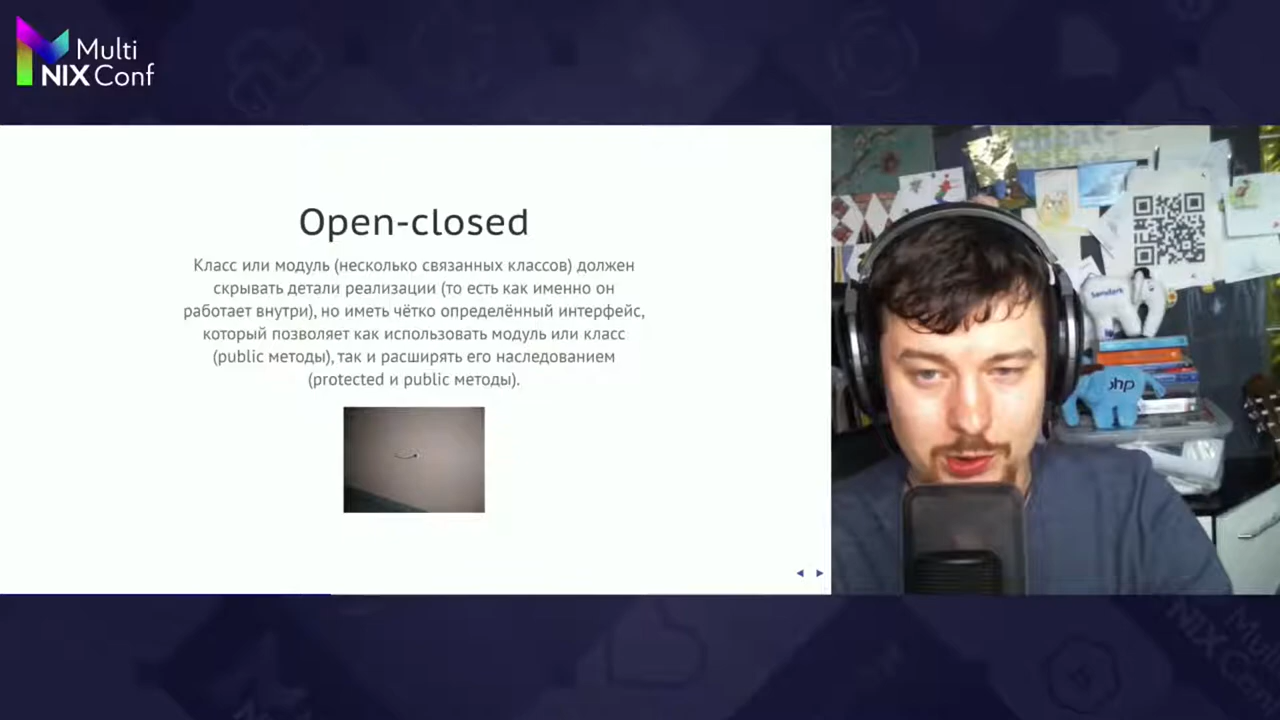 Multi
NIX Conf
Open-closed
Класс или модуль (несколько связанных классов) должен
скрывать детали реализации (то есть как именно он
работает внутри), но иметь чётко определённый интерфейс,
который позволяет как использовать модуль или класс
(public методы), так и расширять его наследованием
(protected и public методы).
php